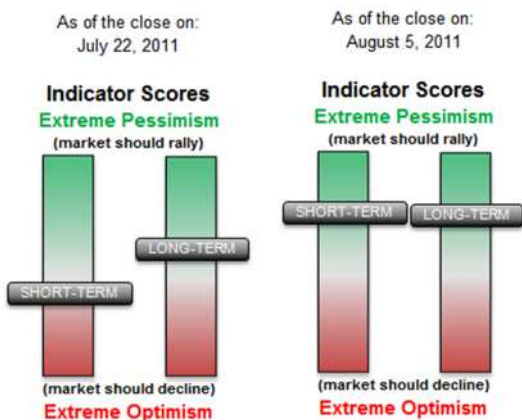 As of the close on:
July 22, 2011
Indicator Scores
Extreme Pessimism
(market should rally)
LONG-TERM
SHORT-TERM
(market should decline)
Extreme Optimism
As of the close on:
August 5, 2011
Indicator Scores
Extreme Pessimism
(market should rally)
SHORT-TERM
LONG-TERM
(market should decline)
Extreme Optimism